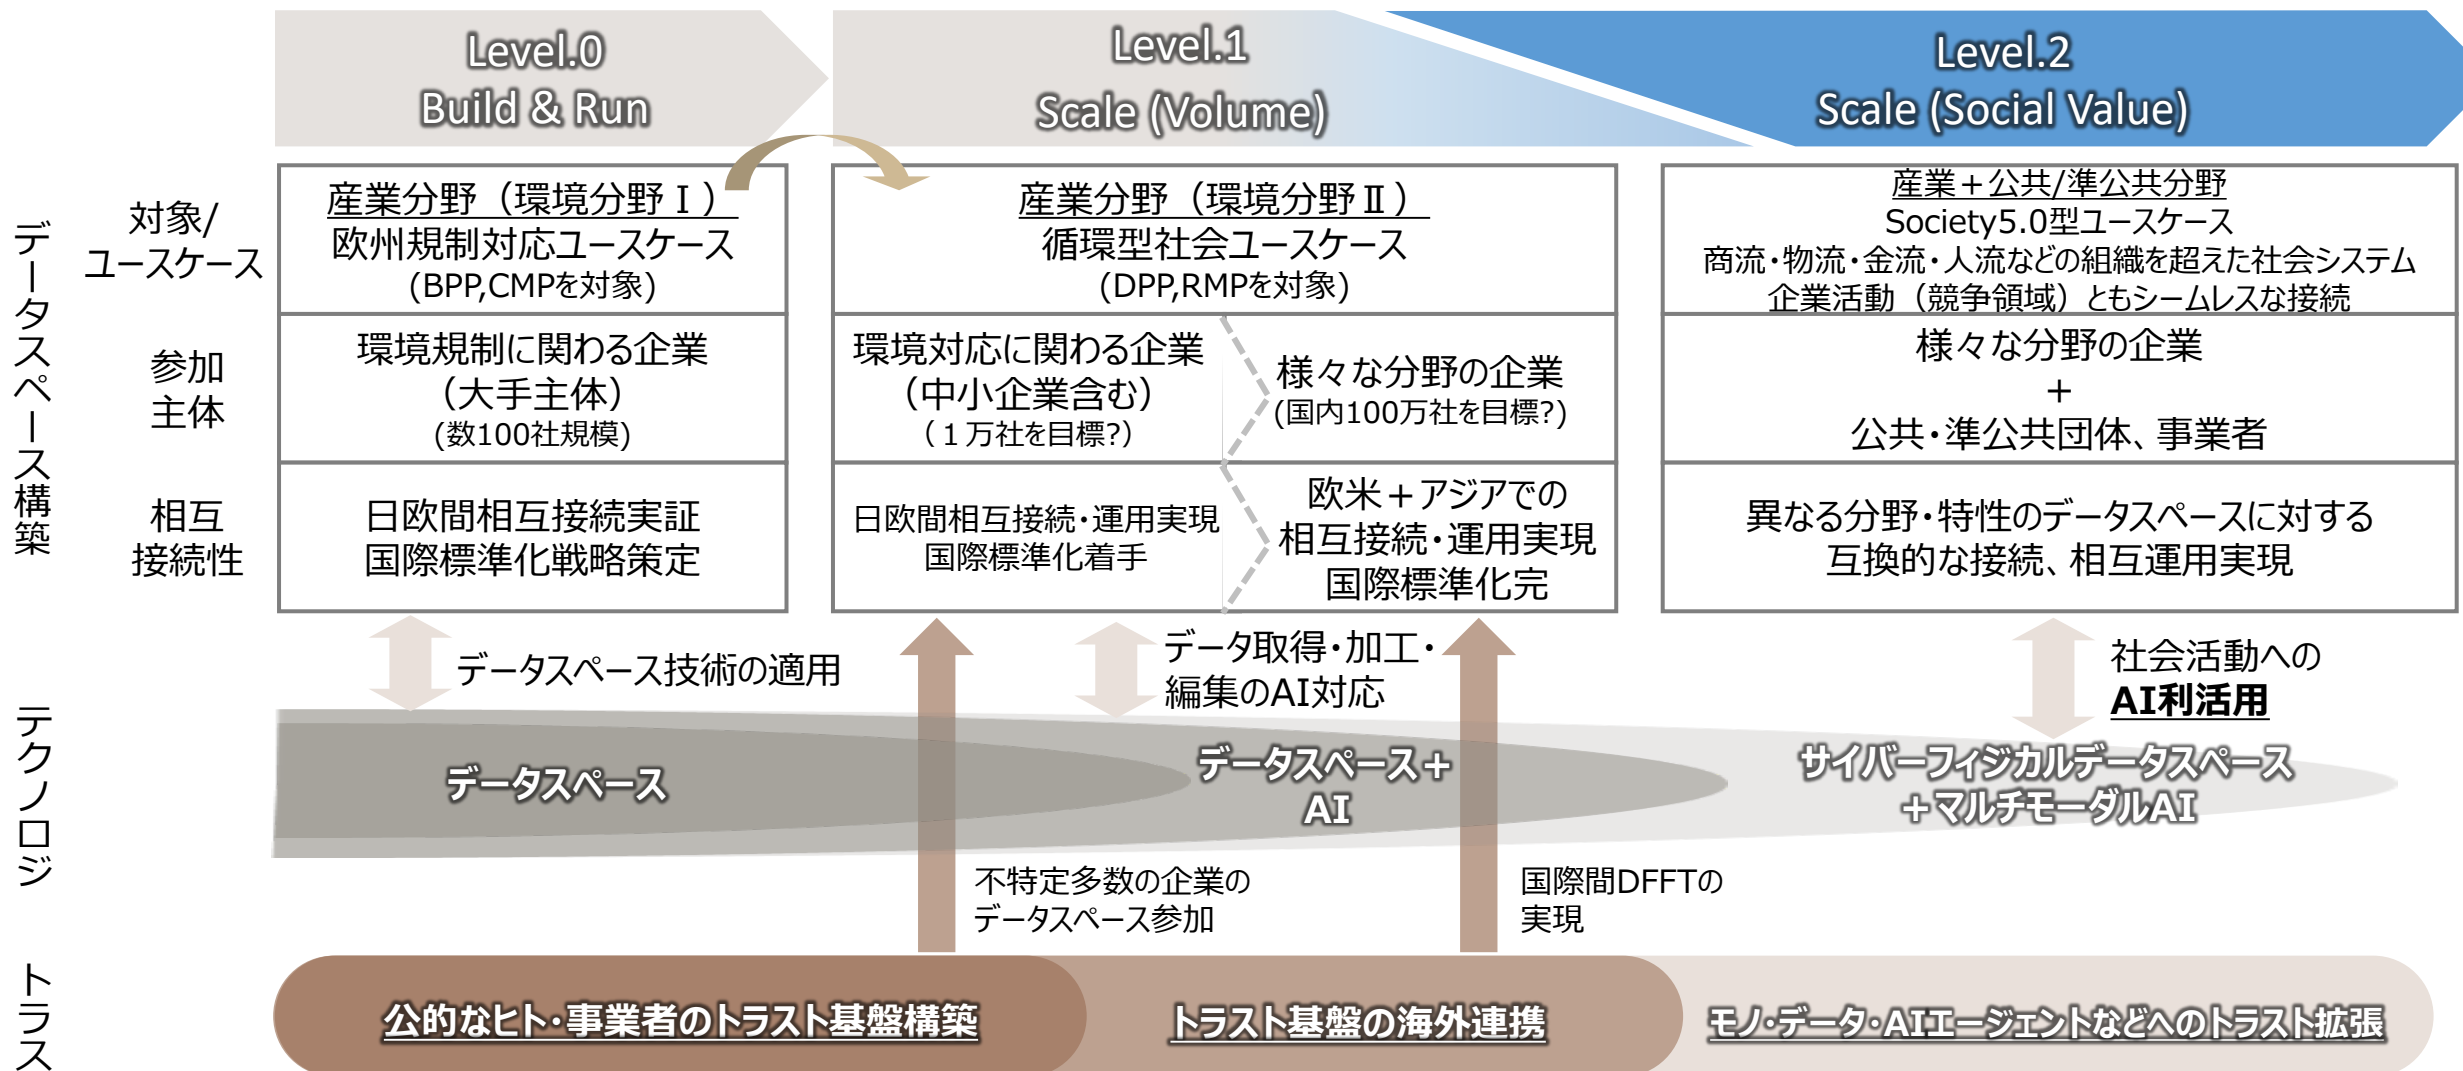 Level.0
Build & Run
Level.1
Scale (Volume)
Level.2
Scale (Social Value)
データスペース構築
対象/
ユースケース
産業分野（環境分野Ⅰ）
欧州規制対応ユースケース
(BPP,CMPを対象)
産業分野（環境分野Ⅱ）
循環型社会ユースケース
(DPP,RMPを対象)
産業＋公共/準公共分野
Society5.0型ユースケース
商流・物流・金流・人流などの組織を超えた社会システム
企業活動（競争領域）ともシームレスな接続
参加
主体
環境規制に関わる企業
（大手主体）
(数100社規模)
環境対応に関わる企業
（中小企業含む）
（１万社を目標?）
様々な分野の企業
(国内100万社を目標?)
様々な分野の企業
+
公共・準公共団体、事業者
相互
接続性
日欧間相互接続実証
国際標準化戦略策定
日欧間相互接続・運用実現
国際標準化着手
欧米＋アジアでの
相互接続・運用実現
国際標準化完
異なる分野・特性のデータスペースに対する
互換的な接続、相互運用実現
データスペース技術の適用
データ取得・加工・
編集のAI対応
社会活動への
AI利活用
テクノロジ
データスペース
データスペース＋
AI
サイバーフィジカルデータスペース
＋マルチモーダルAI
不特定多数の企業の
データスペース参加
国際間DFFTの
実現
トラス
公的なヒト・事業者のトラスト基盤構築
トラスト基盤の海外連携
モノ・データ・AIエージェントなどへのトラスト拡張